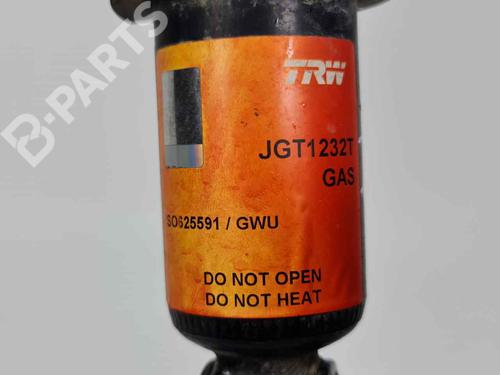 B-PARTS
TRW
JGT1232T
GAS
SO625591 / GWU
DO NOT OPEN
DO NOT HEAT